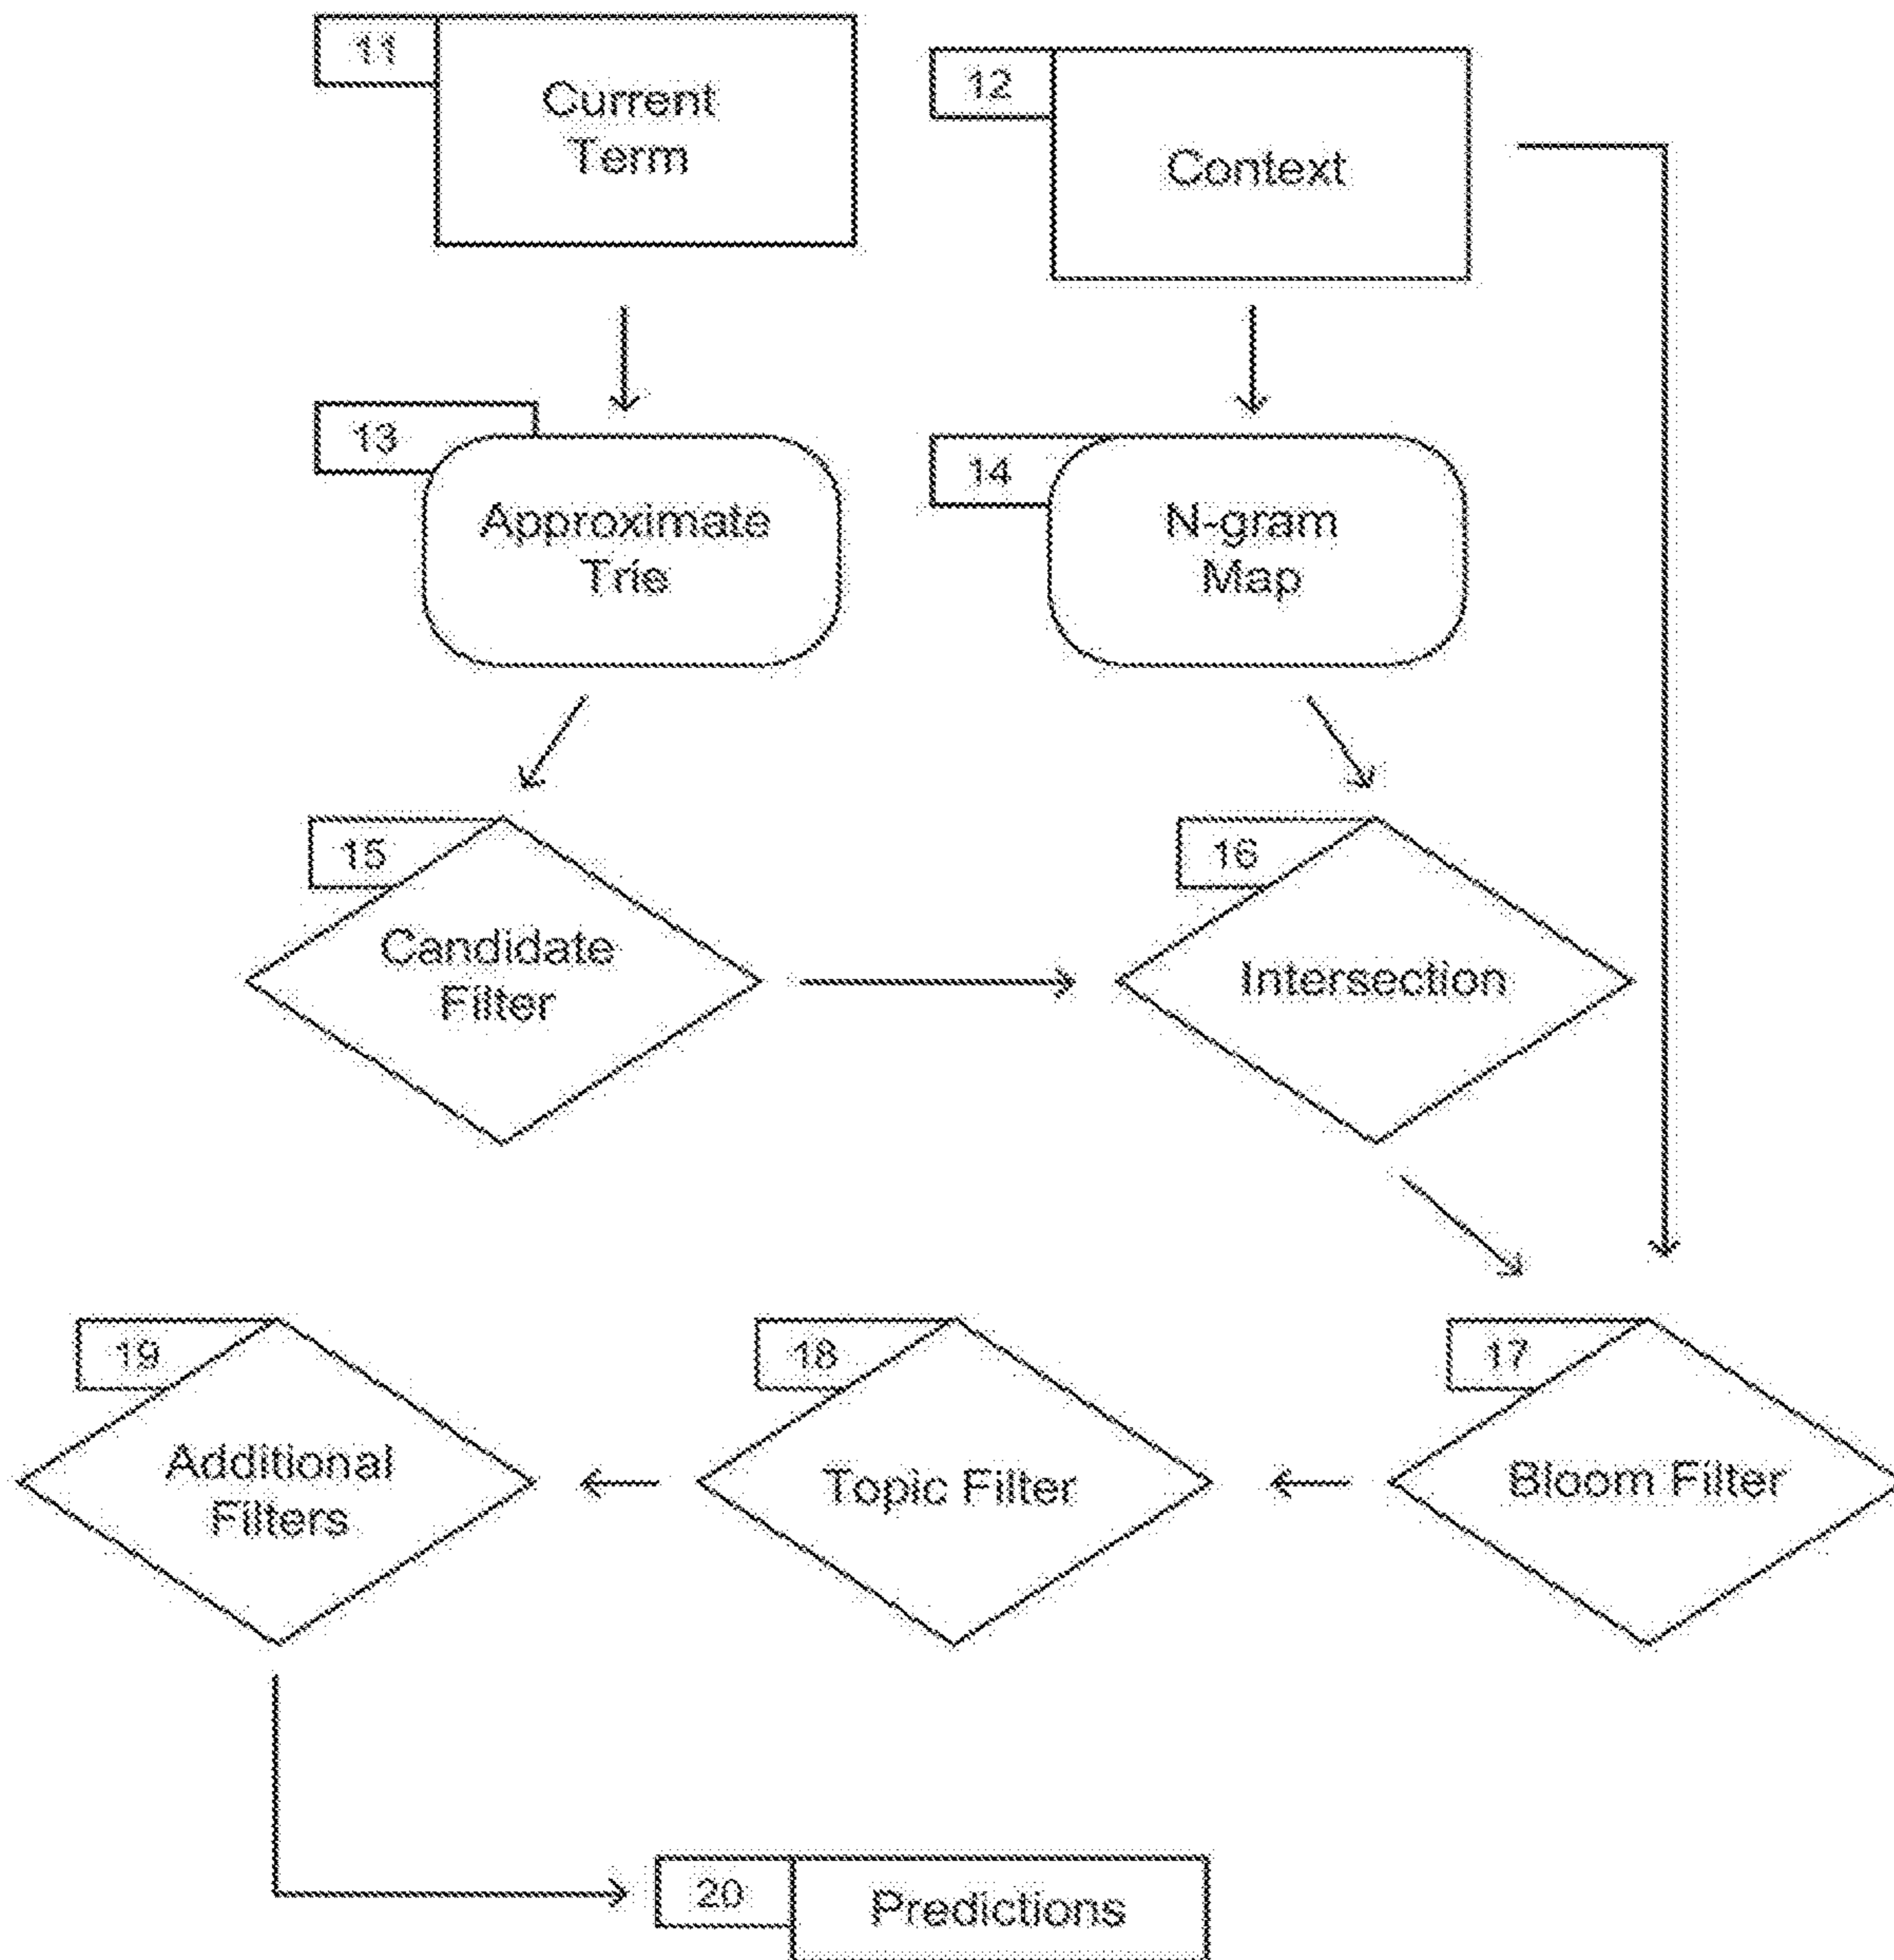 11
Current
Term
12
Context
13
Approximate
Trie
14
N-gram
Map
15
Candidate
Filter
16
Intersection
19
Additional
Filters
18
Topic Filter
17
Bloom Filter
20
Predictions